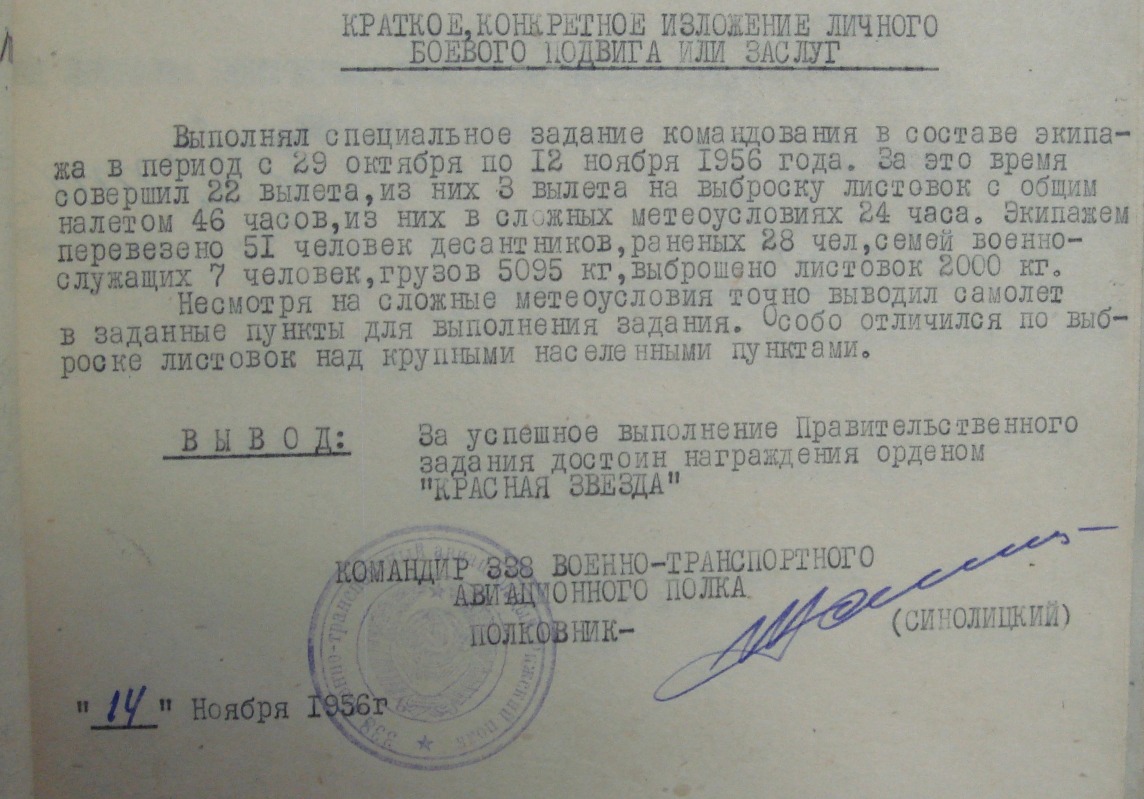 КРАТКОЕ,КОНКРЕТНОЕ ИЗЛОЖЕНИЕ ЛИЧНОГО
БОЕВОГО ПОДВИГА ИЛИ ЗАСЛУГ
Выполнял специальное задание командования в составе экипа-
жа в период с 29 октября по 12 ноября 1956 года. За это время
совершил 22 вылета,из них 3 вылета на выброску листовок с общим
налетом 46 часов,из них в сложных метеоусловиях 24 часа. Экипажем
перевезено 51 человек десантников,раненых 28 чел,семей военно-
служащих 7 человек,грузов 5095 кг,выброшено листовок 2000 кг.
Несмотря на сложные метеоусловия точно выводил самолет
в заданные пункты для выполнения задания. Особо отличился по выб-
роске листовок над крупными населенными пунктами.
ВЫВОД: За успешное выполнение Правительственного
задания достоин награждения орденом
"КРАСНАЯ ЗВЕЗДА"
КОМАНДИР 338 ВОЕННО-ТРАНСПОРТНОГО
АВИАЦИОННОГО ПОЛКА
ПОЛКОВНИК- (СИНОЛИЦКИЙ)
"14" Ноября 1956г